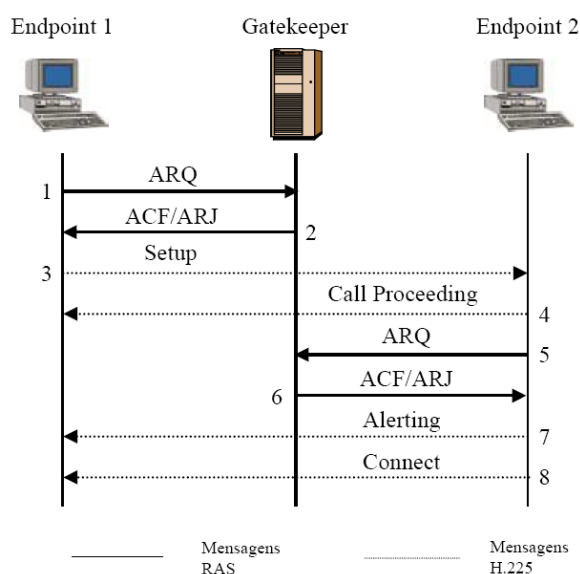 Endpoint 1 Gatekeeper Endpoint 2
1 ARQ
ACF/ARJ 2
Setup
3
Call Proceeding
4
ARQ
5
ACF/ARJ
6
Alerting
7
Connect
8
Mensagens RAS
Mensagens H.225